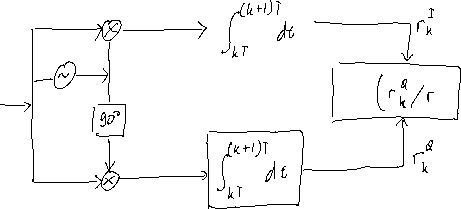 × ∫_{kT}^{(k+1)T} dt r_k^I
~
(r_k^Q/r
90°
× ∫_{kT}^{(k+1)T} dt r_k^Q